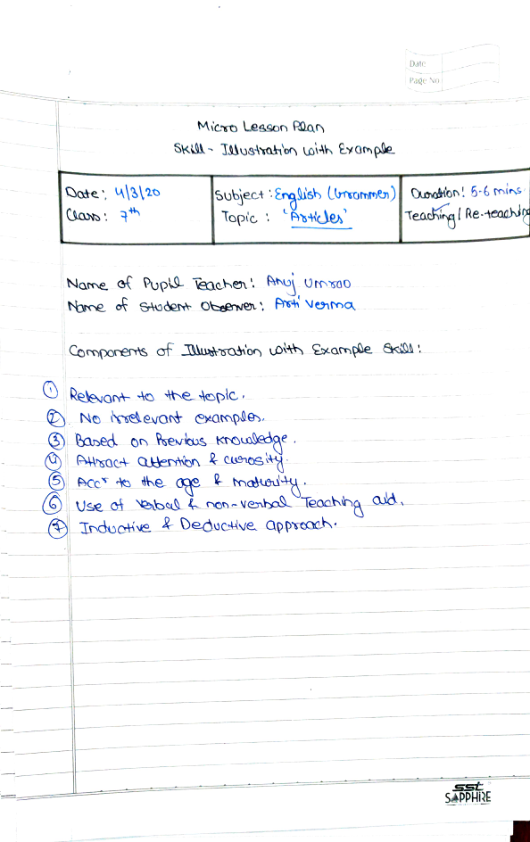 Date
Page No
Micro Lesson Plan
Skill - Illustration with Example
Date: 4/3/20
Class: 7th
Subject: English (Grammer)
Topic: 'Articles'
Duration: 5-6 mins.
Teaching / Re-teaching
Name of Pupil Teacher: Anuj Umrao
Name of Student Observer: Arti Verma
Components of Illustration with Example Skill:
① Relevant to the topic.
② No irrelevant examples.
③ Based on Previous knowledge.
④ Attract attention & curosity.
⑤ Accr to the age & maturity.
⑥ Use of verbal & non-verbal Teaching aid.
⑦ Inductive & Deductive approach.
sst
SAPPHIRE